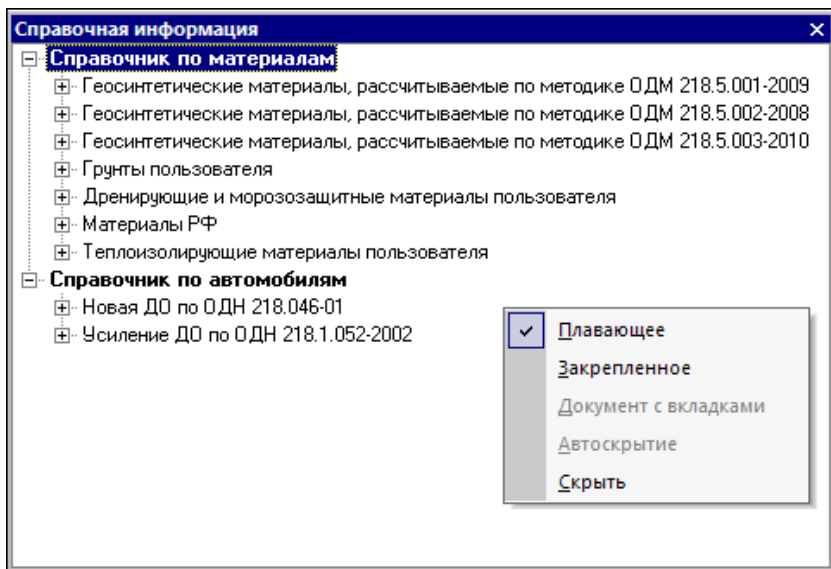 Справочная информация
Справочник по материалам
Геосинтетические материалы, рассчитываемые по методике ОДМ 218.5.001-2009
Геосинтетические материалы, рассчитываемые по методике ОДМ 218.5.002-2008
Геосинтетические материалы, рассчитываемые по методике ОДМ 218.5.003-2010
Грунты пользователя
Дренирующие и морозозащитные материалы пользователя
Материалы РФ
Теплоизолирующие материалы пользователя
Справочник по автомобилям
Новая ДО по ОДН 218.046-01
Усиление ДО по ОДН 218.1.052-2002
Плавающее
Закрепленное
Документ с вкладками
Автоскрытие
Скрыть